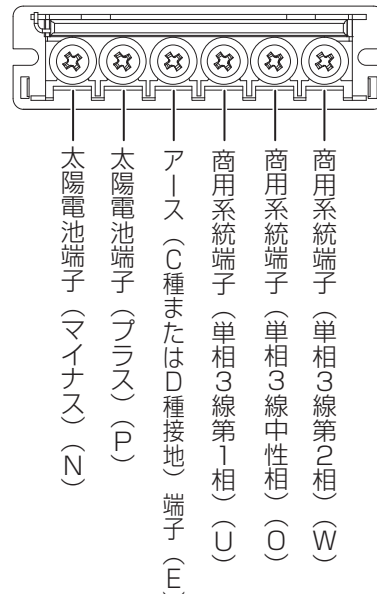 太陽電池端子（マイナス）（N）
太陽電池端子（プラス）（P）
アース（C種またはD種接地）端子（E）
商用系統端子（単相3線第1相）（U）
商用系統端子（単相3線中性相）（O）
商用系統端子（単相3線第2相）（W）